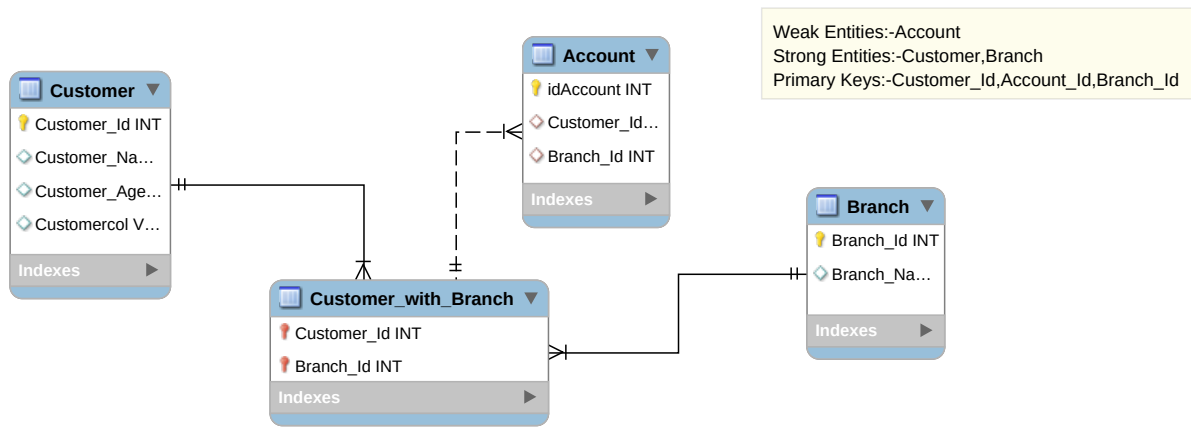 Weak Entities:-Account
Strong Entities:-Customer,Branch
Primary Keys:-Customer_Id,Account_Id,Branch_Id
Account
idAccount INT
Customer_Id...
Branch_Id INT
Indexes
Customer
Customer_Id INT
Customer_Na...
Customer_Age...
Customercol V...
Indexes
Branch
Branch_Id INT
Branch_Na...
Indexes
Customer_with_Branch
Customer_Id INT
Branch_Id INT
Indexes